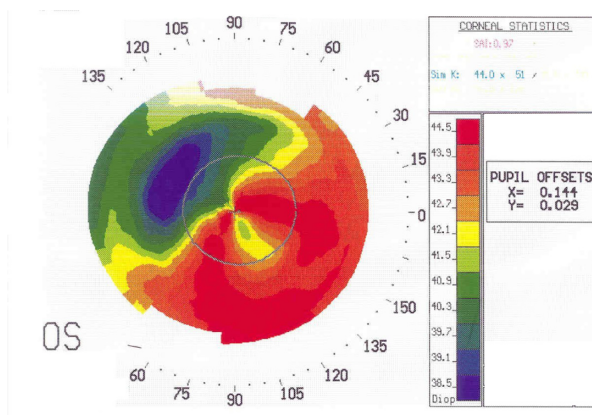 CORNEAL STATISTICS
SAI:0.97
Sim K: 44.0 x 51 /
90
105 75
120 60
135 45
30
15
0
150
135
60 120
75 105
90
OS
44.5
43.9
43.3
42.7
42.1
41.5
40.9
40.3
39.7
39.1
38.5
Diop
PUPIL OFFSETS
X= 0.144
Y= 0.029